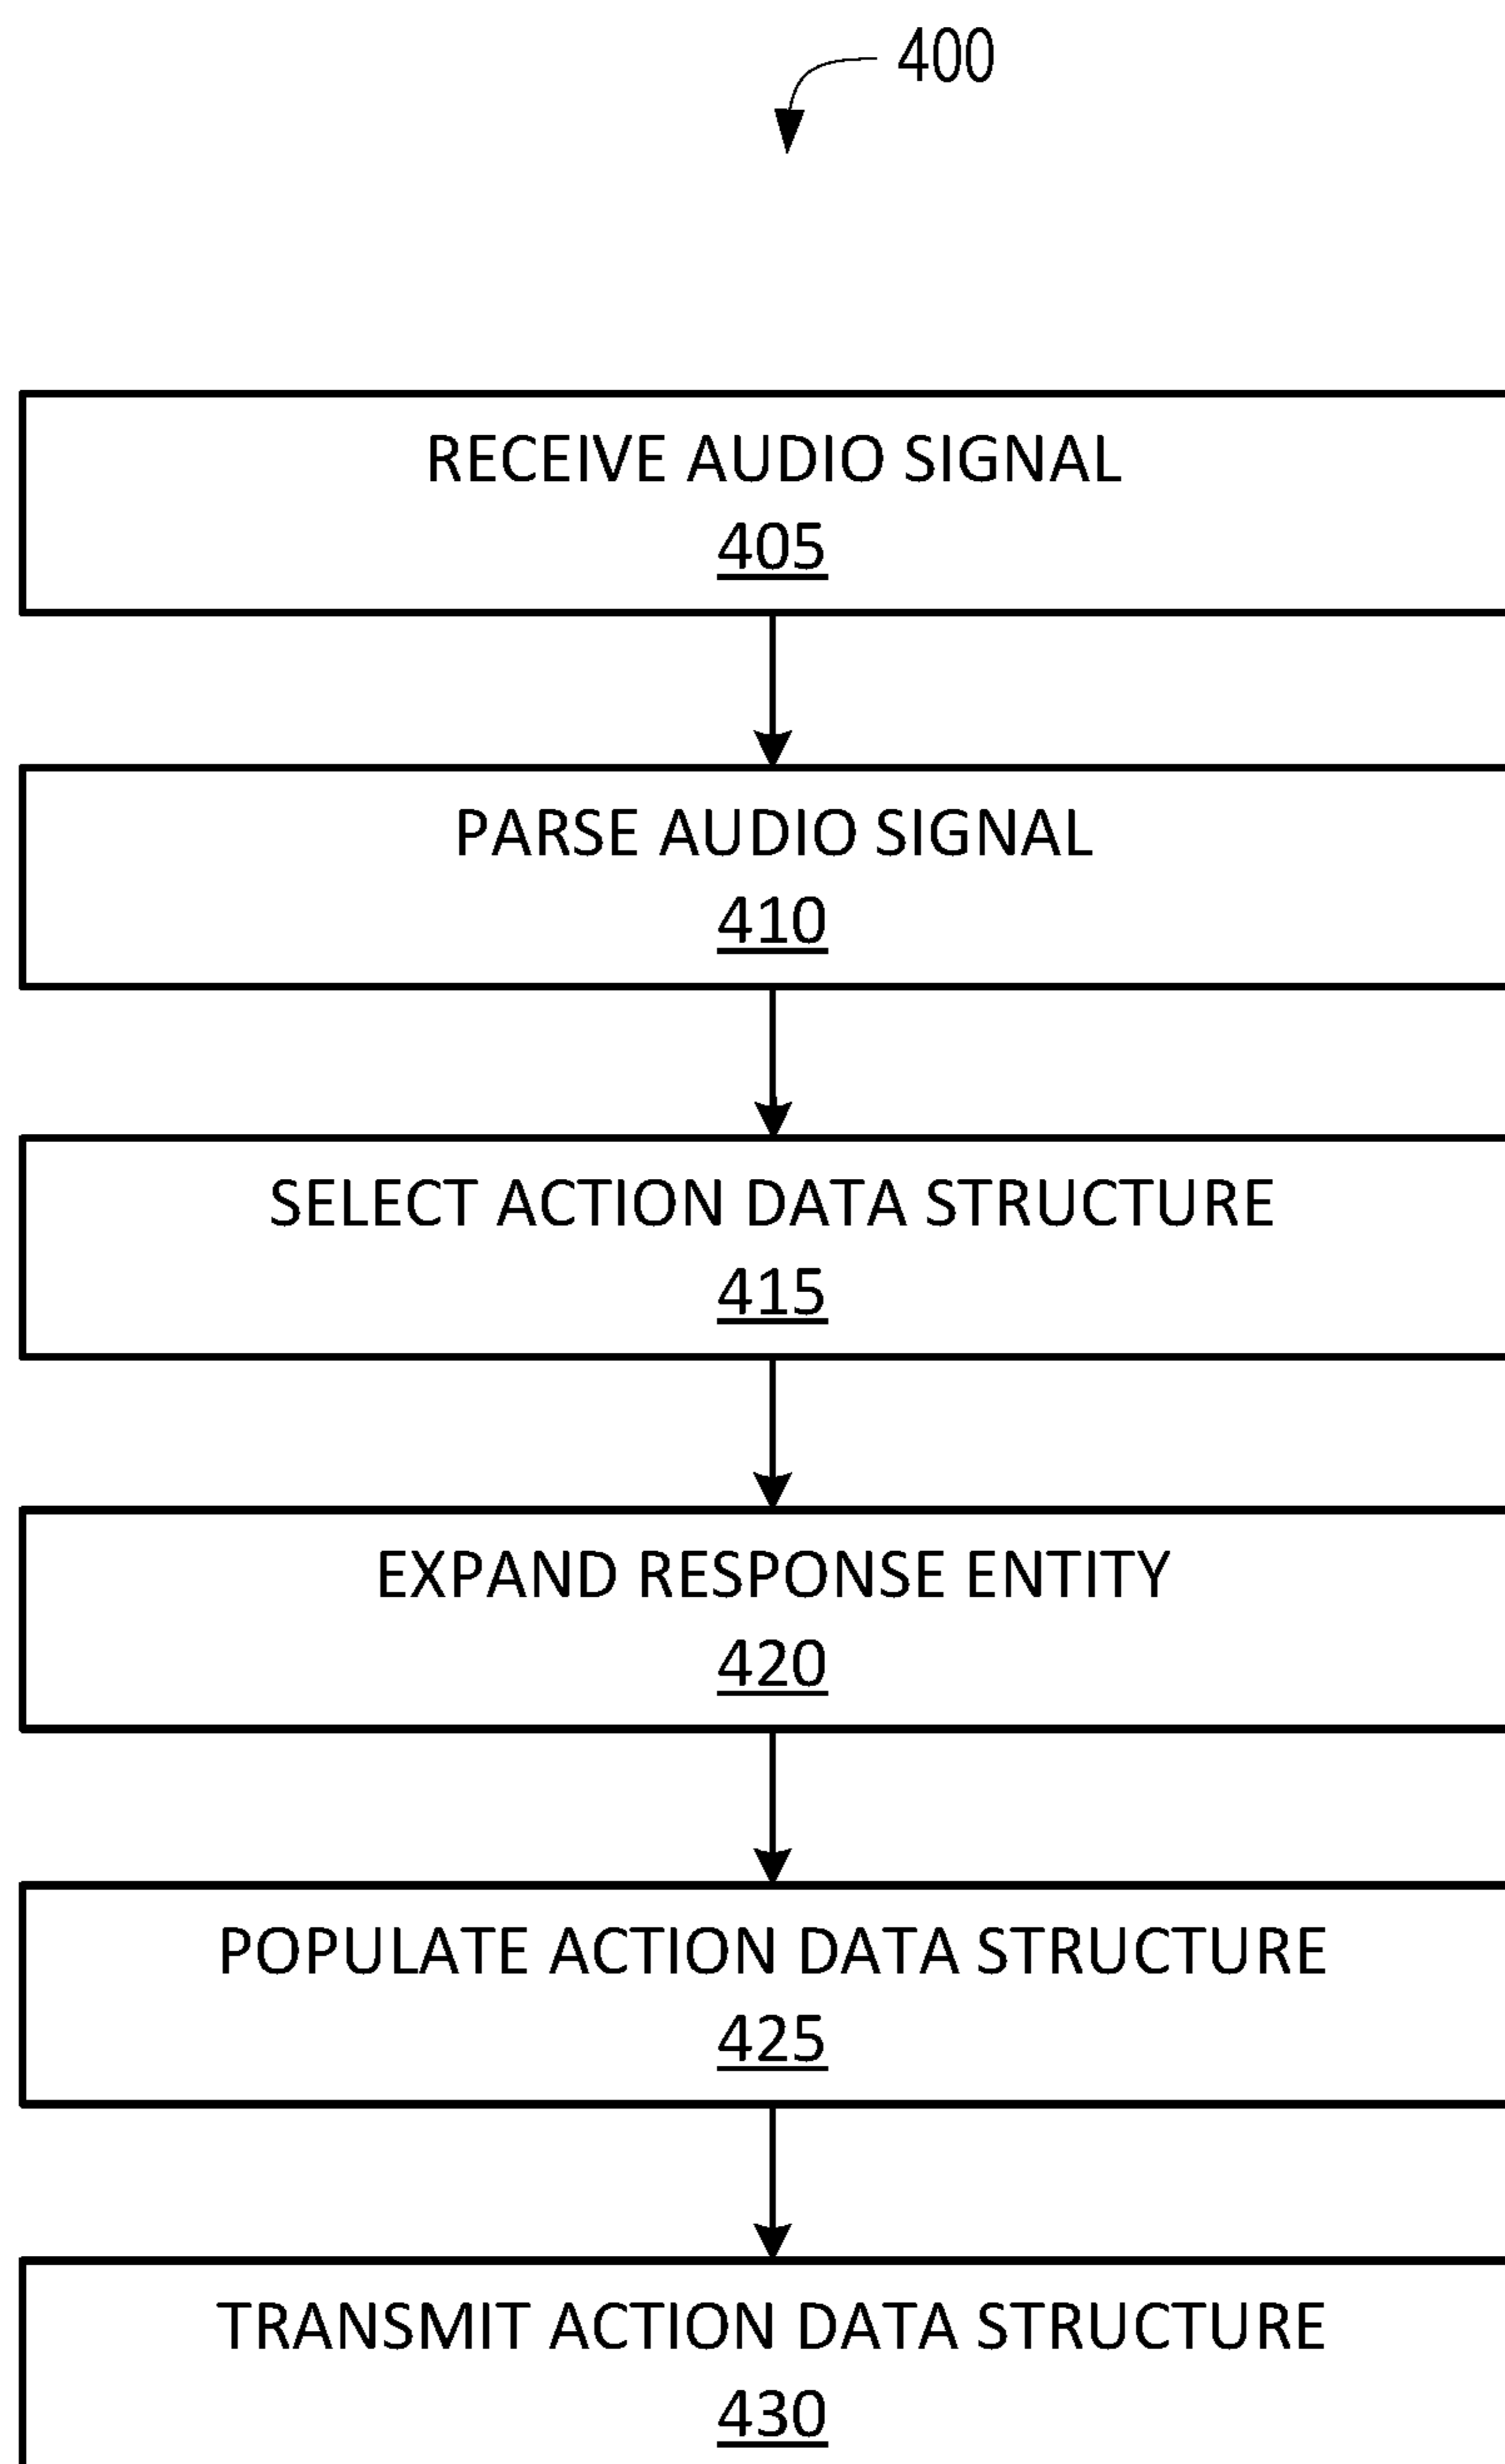 400
RECEIVE AUDIO SIGNAL
405
PARSE AUDIO SIGNAL
410
SELECT ACTION DATA STRUCTURE
415
EXPAND RESPONSE ENTITY
420
POPULATE ACTION DATA STRUCTURE
425
TRANSMIT ACTION DATA STRUCTURE
430